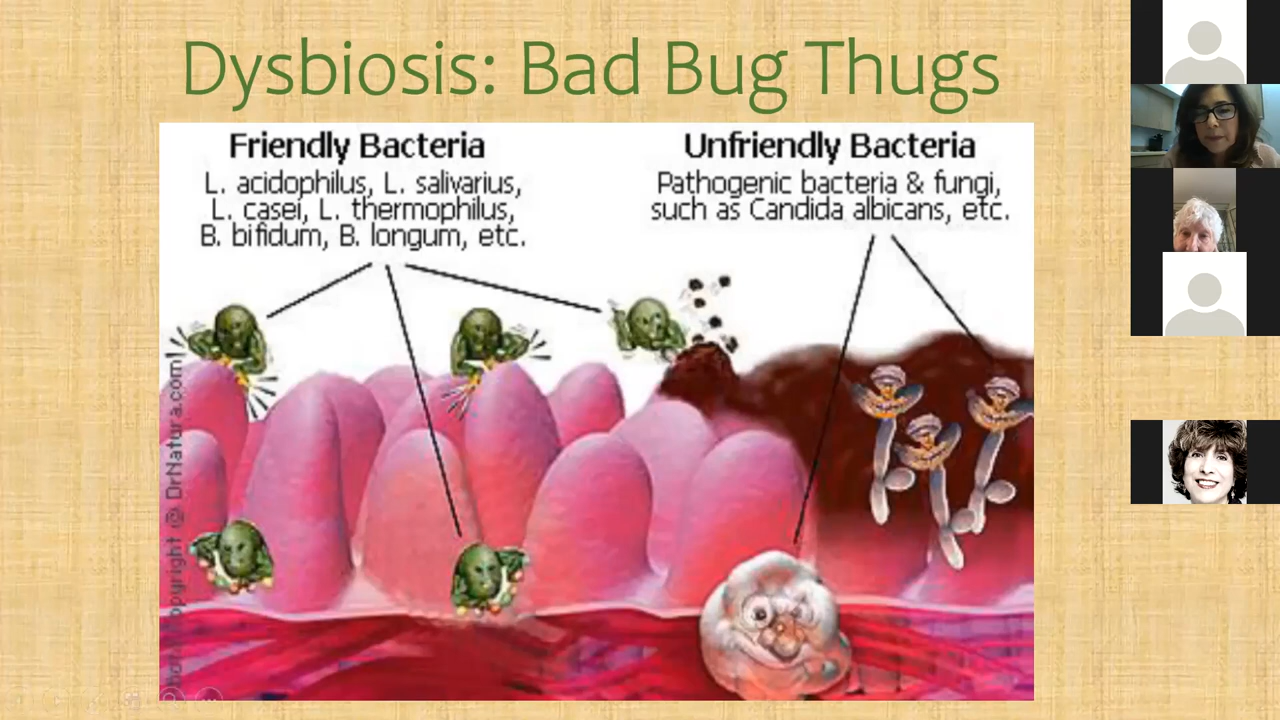 Dysbiosis: Bad Bug Thugs
Friendly Bacteria
L. acidophilus, L. salivarius,
L. casei, L. thermophilus,
B. bifidum, B. longum, etc.
Unfriendly Bacteria
Pathogenic bacteria & fungi,
such as Candida albicans, etc.
opyright @ DrNatura.com